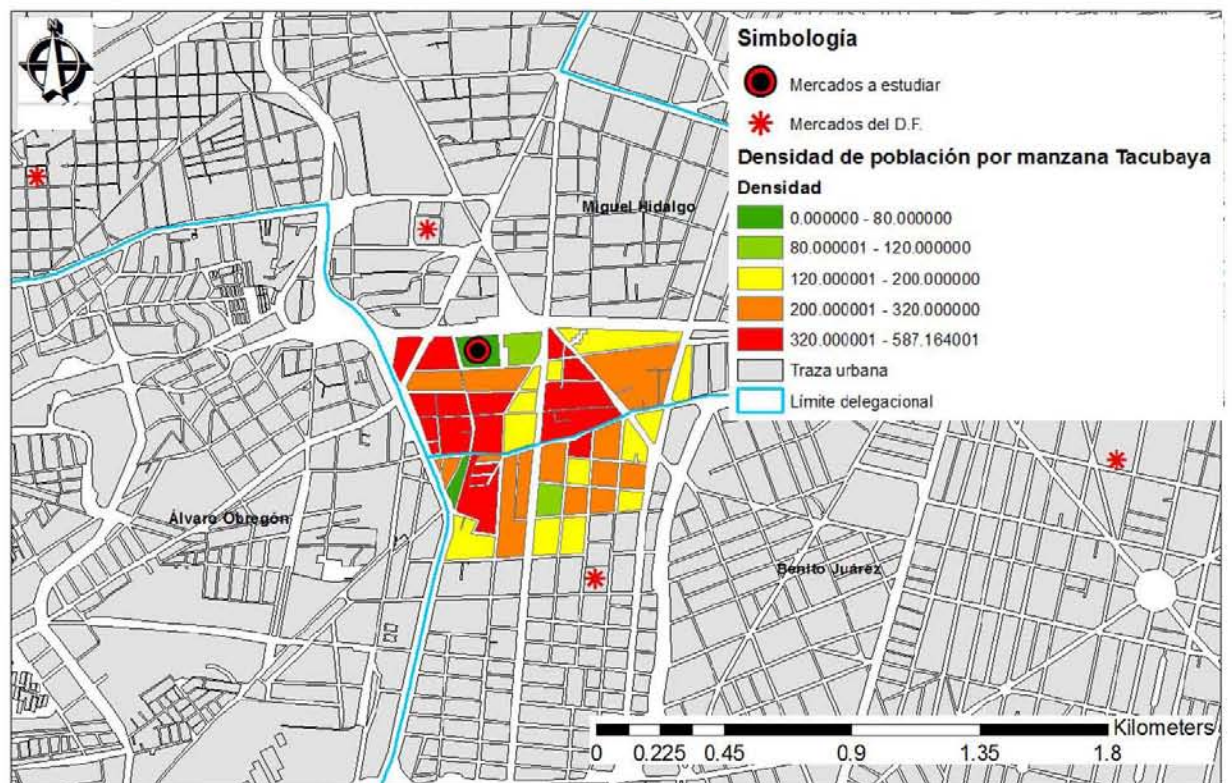 N
Simbología
Mercados a estudiar
Mercados del D.F.
Densidad de población por manzana Tacubaya
Densidad
0.000000 - 80.000000
80.000001 - 120.000000
120.000001 - 200.000000
200.000001 - 320.000000
320.000001 - 587.164001
Traza urbana
Límite delegacional
Miguel Hidalgo
Álvaro Obregón
Benito Juárez
Kilometers
0 0.225 0.45 0.9 1.35 1.8